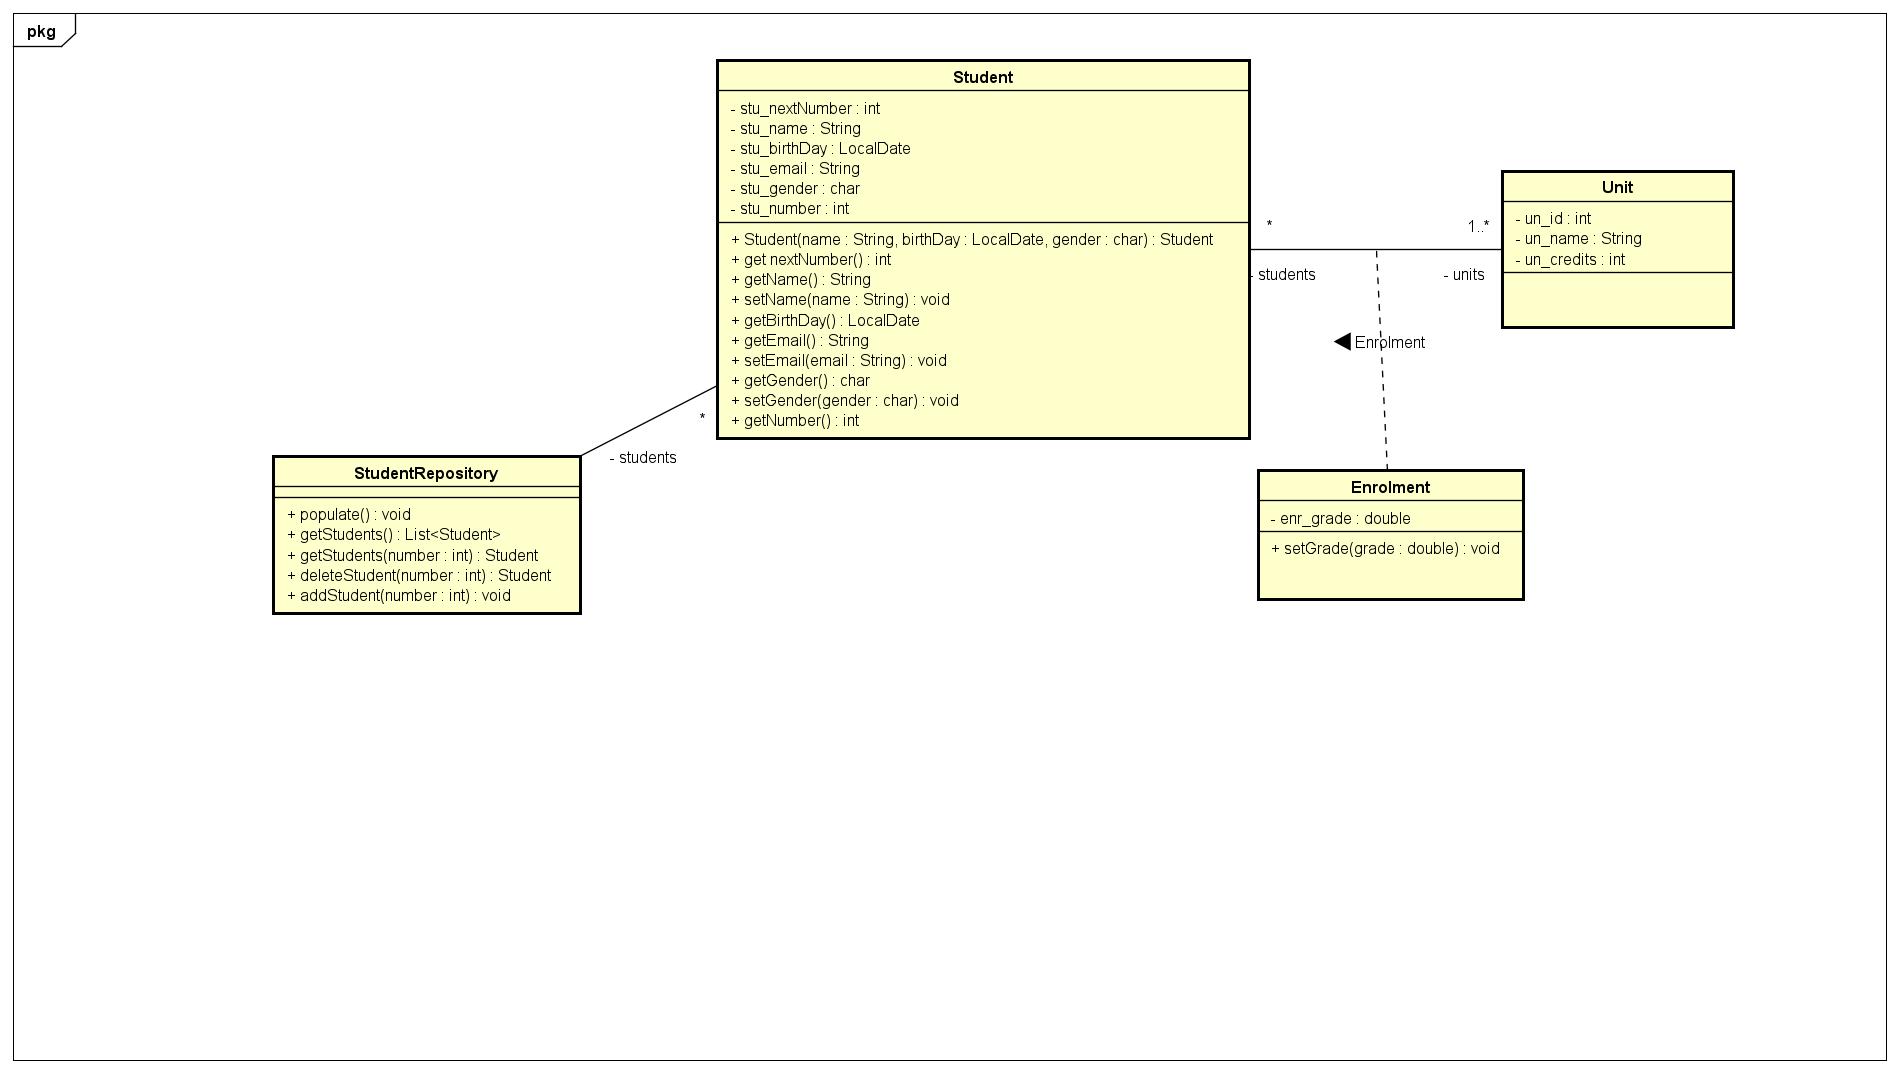 pkg
Student
- stu_nextNumber : int
- stu_name : String
- stu_birthDay : LocalDate
- stu_email : String
- stu_gender : char
- stu_number : int
+ Student(name : String, birthDay : LocalDate, gender : char) : Student
+ get nextNumber() : int
+ getName() : String
+ setName(name : String) : void
+ getBirthDay() : LocalDate
+ getEmail() : String
+ setEmail(email : String) : void
+ getGender() : char
+ setGender(gender : char) : void
+ getNumber() : int
*
1..*
- students
- units
Unit
- un_id : int
- un_name : String
- un_credits : int
◀ Enrolment
*
- students
StudentRepository
+ populate() : void
+ getStudents() : List<Student>
+ getStudents(number : int) : Student
+ deleteStudent(number : int) : Student
+ addStudent(number : int) : void
Enrolment
- enr_grade : double
+ setGrade(grade : double) : void